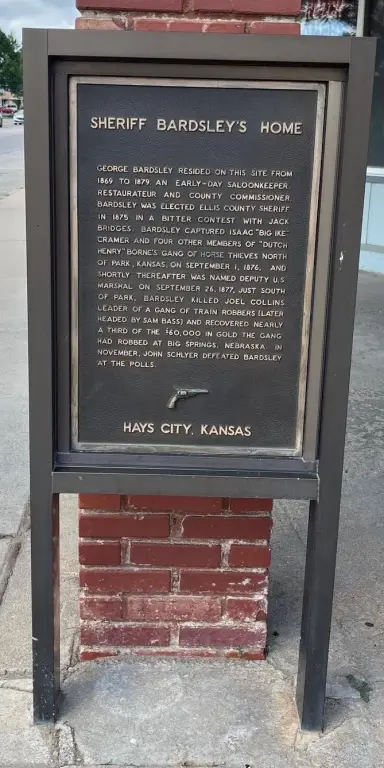 SHERIFF BARDSLEY'S HOME
GEORGE BARDSLEY RESIDED ON THIS SITE FROM
1869 TO 1879. AN EARLY-DAY SALOONKEEPER,
RESTAURATEUR AND COUNTY COMMISSIONER,
BARDSLEY WAS ELECTED ELLIS COUNTY SHERIFF
IN 1875 IN A BITTER CONTEST WITH JACK
BRIDGES. BARDSLEY CAPTURED ISAAC "BIG IKE"
CRAMER AND FOUR OTHER MEMBERS OF "DUTCH
HENRY" BORNE'S GANG OF HORSE THIEVES NORTH
OF PARK, KANSAS, ON SEPTEMBER 1, 1876, AND
SHORTLY THEREAFTER WAS NAMED DEPUTY U.S.
MARSHAL. ON SEPTEMBER 26, 1877, JUST SOUTH
OF PARK, BARDSLEY KILLED JOEL COLLINS,
LEADER OF A GANG OF TRAIN ROBBERS (LATER
HEADED BY SAM BASS) AND RECOVERED NEARLY
A THIRD OF THE $60,000 IN GOLD THE GANG
HAD ROBBED AT BIG SPRINGS, NEBRASKA. IN
NOVEMBER, JOHN SCHLYER DEFEATED BARDSLEY
AT THE POLLS.
HAYS CITY, KANSAS